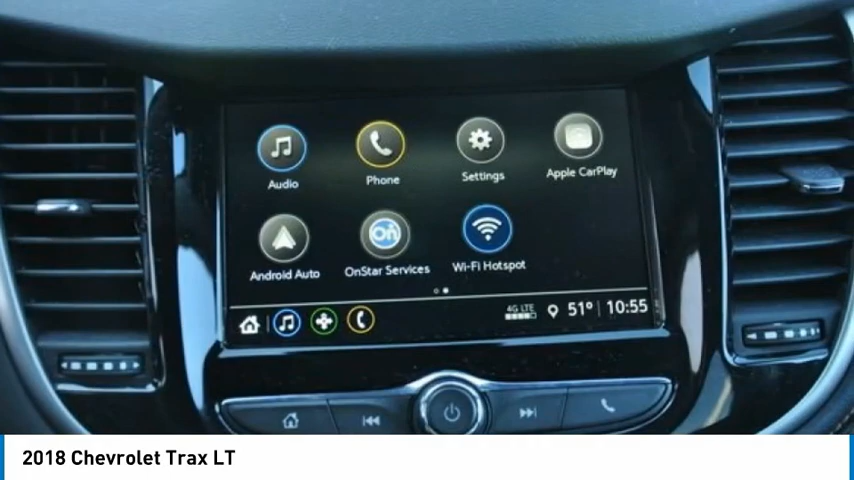 Audio Phone Settings Apple CarPlay
Android Auto OnStar Services Wi-Fi Hotspot
On
4G LTE 51° 10:55
2018 Chevrolet Trax LT